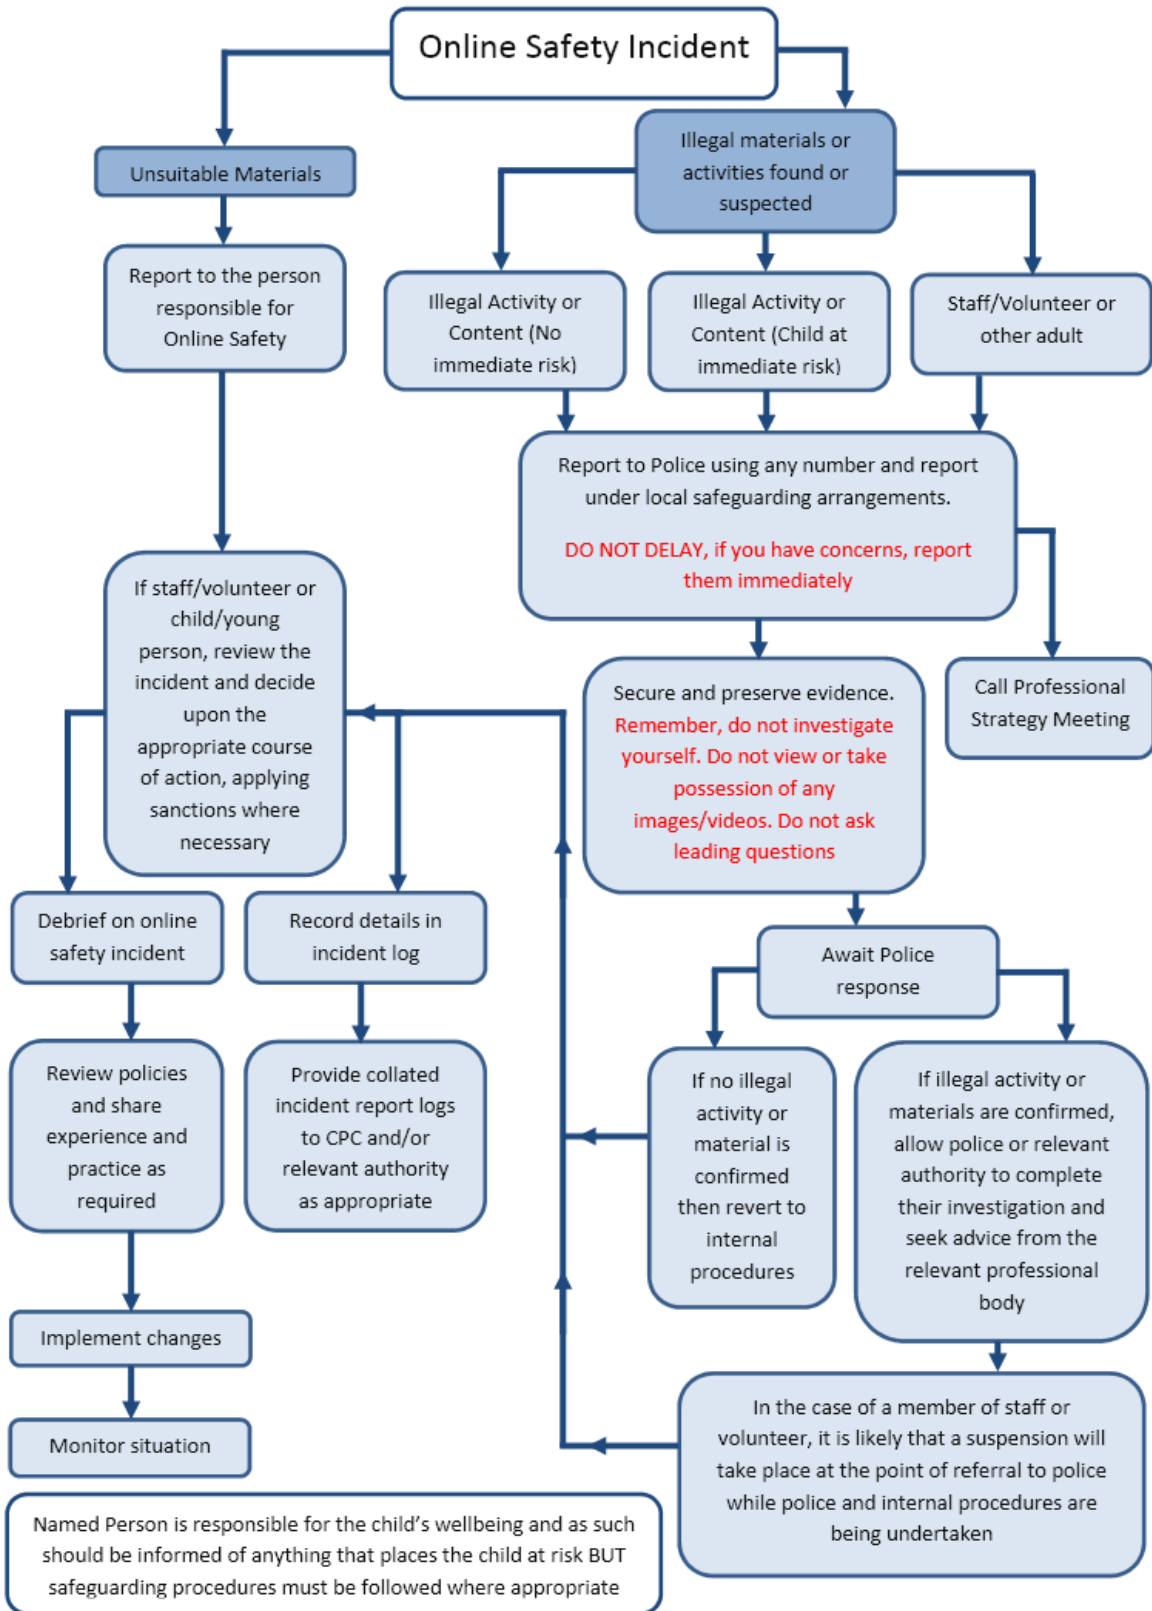 Online Safety Incident
Unsuitable Materials
Illegal materials or
activities found or
suspected
Report to the person
responsible for
Online Safety
Illegal Activity or
Content (No
immediate risk)
Illegal Activity or
Content (Child at
immediate risk)
Staff/Volunteer or
other adult
Report to Police using any number and report
under local safeguarding arrangements.
DO NOT DELAY, if you have concerns, report
them immediately
If staff/volunteer or
child/young
person, review the
incident and decide
upon the
appropriate course
of action, applying
sanctions where
necessary
Secure and preserve evidence.
Remember, do not investigate
yourself. Do not view or take
possession of any
images/videos. Do not ask
leading questions
Call Professional
Strategy Meeting
Debrief on online
safety incident
Record details in
incident log
Await Police
response
Review policies
and share
experience and
practice as
required
Provide collated
incident report logs
to CPC and/or
relevant authority
as appropriate
If no illegal
activity or
material is
confirmed
then revert to
internal
procedures
If illegal activity or
materials are confirmed,
allow police or relevant
authority to complete
their investigation and
seek advice from the
relevant professional
body
Implement changes
Monitor situation
In the case of a member of staff or
volunteer, it is likely that a suspension will
take place at the point of referral to police
while police and internal procedures are
being undertaken
Named Person is responsible for the child’s wellbeing and as such
should be informed of anything that places the child at risk BUT
safeguarding procedures must be followed where appropriate